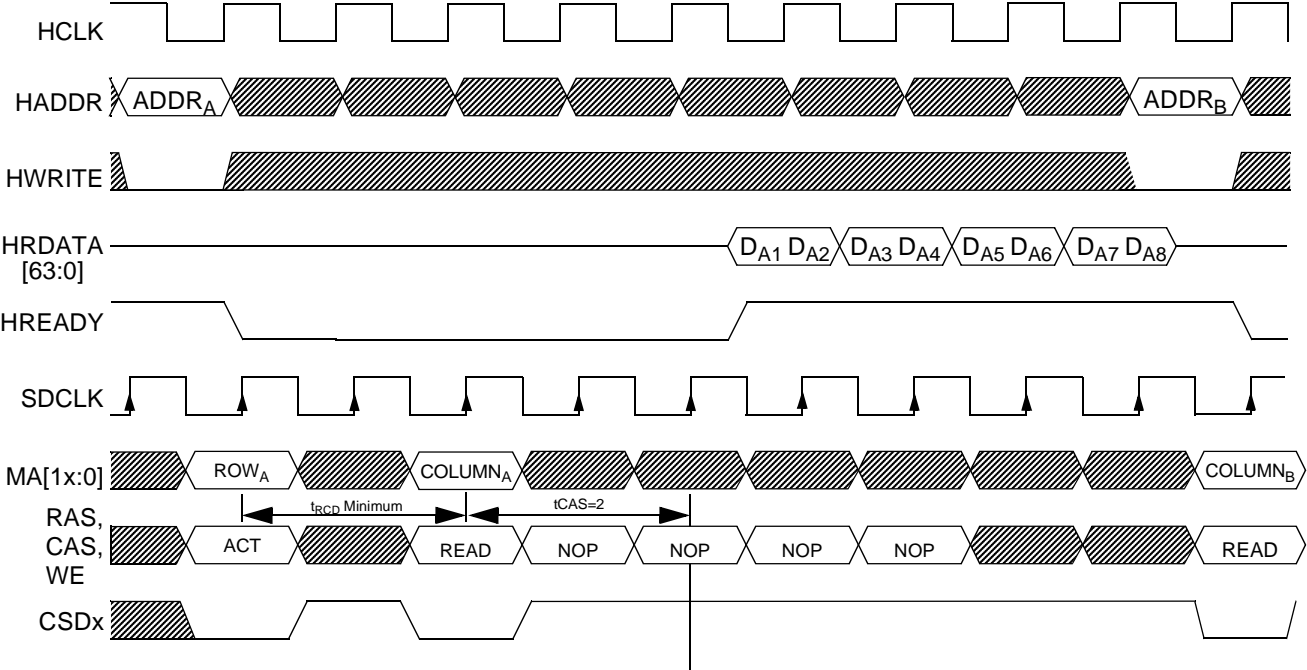 HCLK
HADDR ADDRA ADDRB
HWRITE
HRDATA
[63:0] DA1 DA2 DA3 DA4 DA5 DA6 DA7 DA8
HREADY
SDCLK
MA[1x:0] ROWA COLUMNA COLUMNB
tRCD Minimum tCAS=2
RAS,
CAS,
WE ACT READ NOP NOP NOP NOP READ
CSDx